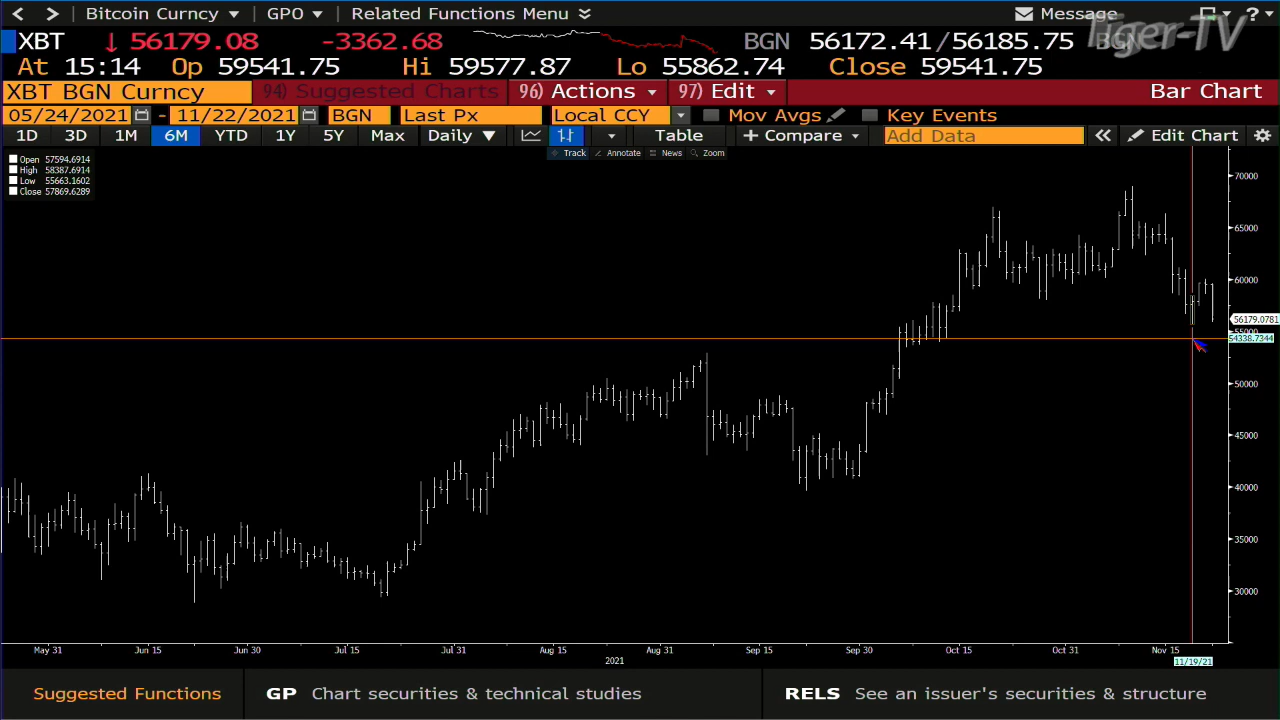 < > Bitcoin Curncy ▼ GPO ▼ Related Functions Menu Message ?
Tiger-TV
XBT ↓ 56179.08 -3362.68 BGN 56172.41/56185.75 BGN
At 15:14 Op 59541.75 Hi 59577.87 Lo 55862.74 Close 59541.75
XBT BGN Curncy 94) Suggested Charts 96) Actions 97) Edit Bar Chart
05/24/2021 - 11/22/2021 BGN Last Px Local CCY Mov Avgs Key Events
1D 3D 1M 6M YTD 1Y 5Y Max Daily ▼ Table + Compare Add Data « Edit Chart
Track Annotate News Zoom
Open 57594.6914
High 58387.6914
Low 55663.1602
Close 57869.6289
70000
65000
60000
56179.0781
55000
54338.7344
50000
45000
40000
35000
30000
May 31 Jun 15 Jun 30 Jul 15 Jul 31 Aug 15 Aug 31 Sep 15 Sep 30 Oct 15 Oct 31 Nov 15
2021 11/19/21
Suggested Functions GP Chart securities & technical studies RELS See an issuer's securities & structure